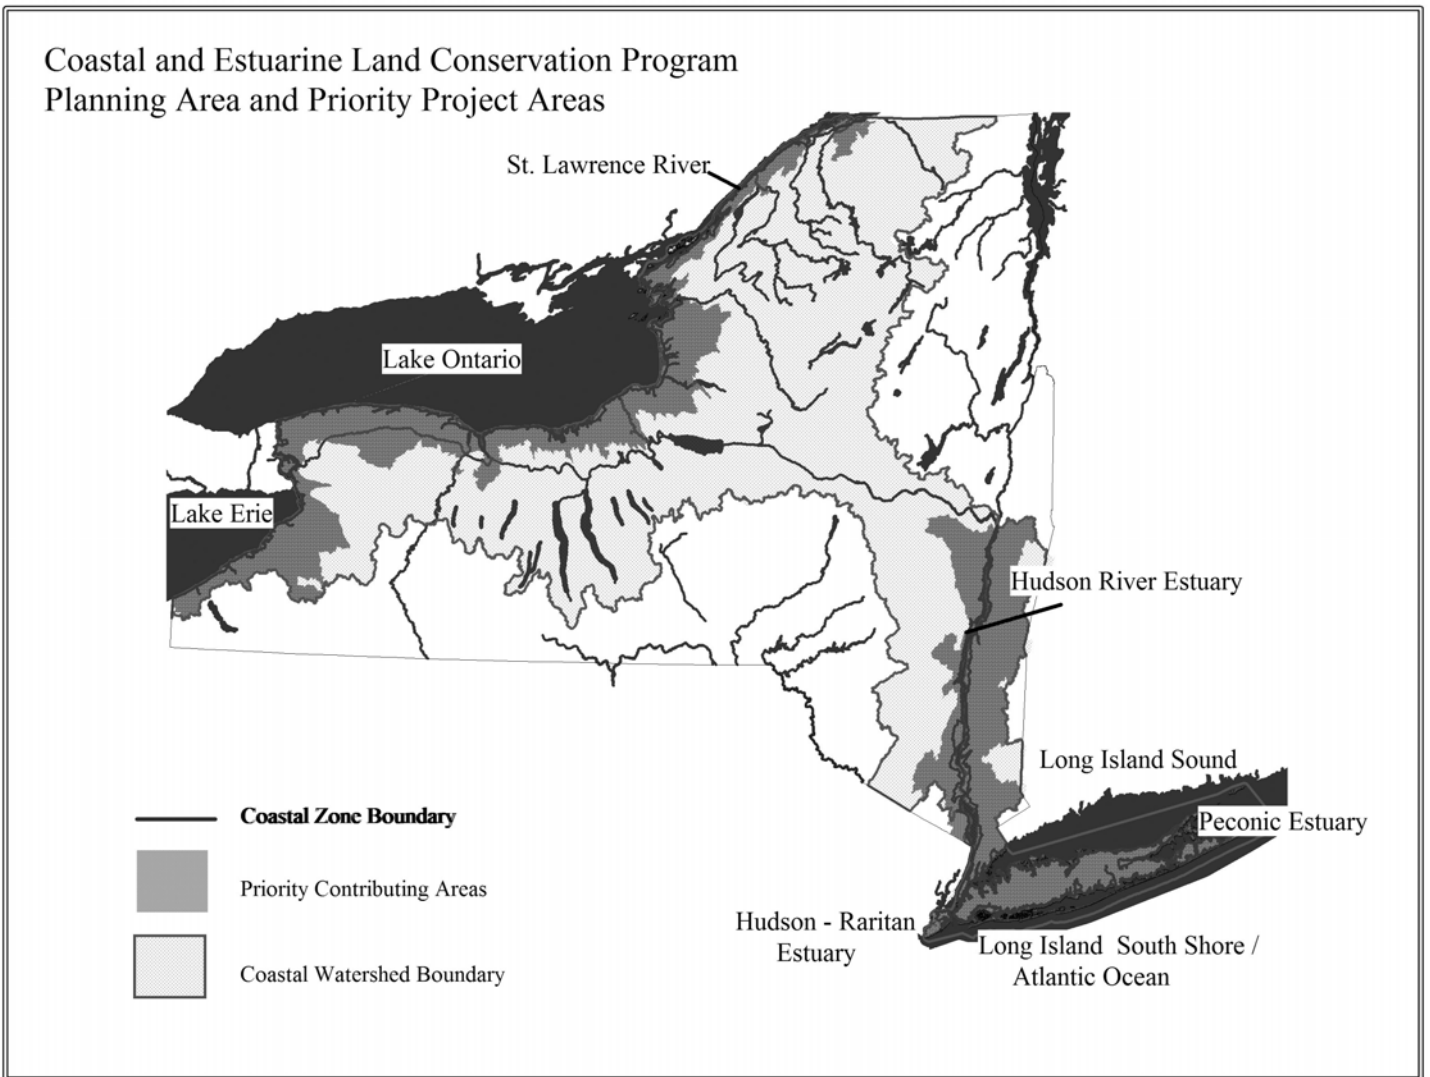 Coastal and Estuarine Land Conservation Program
Planning Area and Priority Project Areas
St. Lawrence River
Lake Ontario
Lake Erie
Hudson River Estuary
Long Island Sound
Peconic Estuary
Coastal Zone Boundary
Priority Contributing Areas
Hudson - Raritan
Estuary
Long Island South Shore /
Atlantic Ocean
Coastal Watershed Boundary